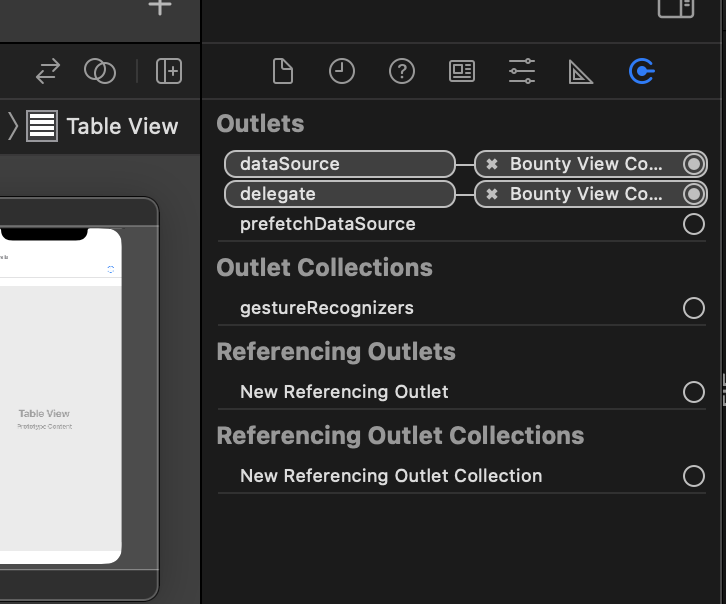 Table View
Outlets
dataSource
Bounty View Co...
delegate
Bounty View Co...
prefetchDataSource
Outlet Collections
gestureRecognizers
Referencing Outlets
New Referencing Outlet
Referencing Outlet Collections
New Referencing Outlet Collection
Table View
Prototype Content